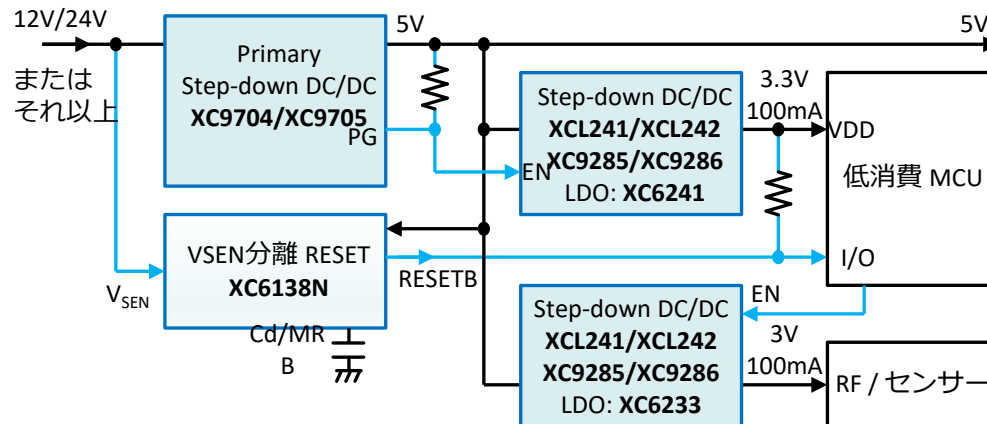 12V/24V
または
それ以上
Primary
Step-down DC/DC
XC9704/XC9705
PG
5V
5V
Step-down DC/DC
XCL241/XCL242
XC9285/XC9286
LDO: XC6241
EN
3.3V
100mA
VDD
低消費 MCU
I/O
VSEN分離 RESET
XC6138N
VSEN
RESETB
Cd/MR
B
EN
Step-down DC/DC
XCL241/XCL242
XC9285/XC9286
LDO: XC6233
3V
100mA
RF / センサー